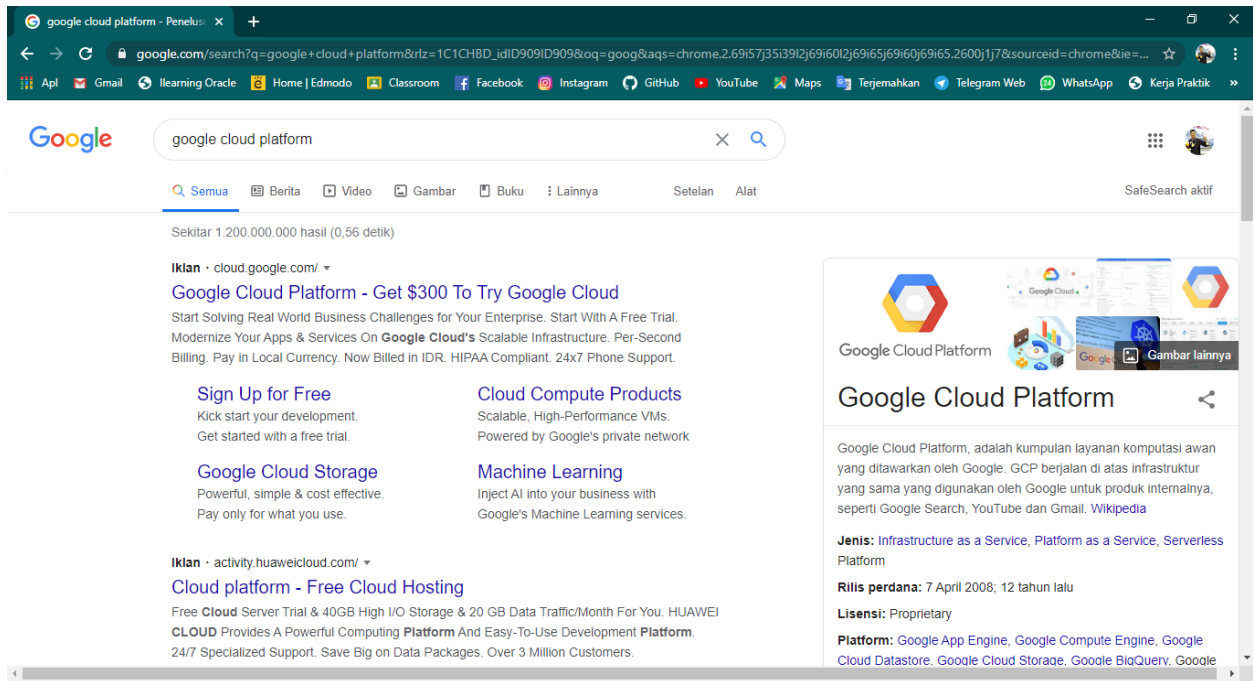 google cloud platform - Penelus
google.com/search?q=google+cloud+platform&rlz=1C1CHBD_idID909ID909&oq=goog&aqs=chrome.2.69i57j35i39l2j69i60l2j69i65j69i60j69i65.2600j1j7&sourceid=chrome&ie=...
Apl Gmail Ilearning Oracle Home | Edmodo Classroom Facebook Instagram GitHub YouTube Maps Terjemahkan Telegram Web WhatsApp Kerja Praktik »
Google
google cloud platform
Semua Berita Video Gambar Buku Lainnya Setelan Alat
SafeSearch aktif
Sekitar 1.200.000.000 hasil (0,56 detik)
Iklan · cloud.google.com/
Google Cloud Platform - Get $300 To Try Google Cloud
Start Solving Real World Business Challenges for Your Enterprise. Start With A Free Trial.
Modernize Your Apps & Services On Google Cloud's Scalable Infrastructure. Per-Second
Billing. Pay in Local Currency. Now Billed in IDR. HIPAA Compliant. 24x7 Phone Support.
Sign Up for Free
Kick start your development.
Get started with a free trial.
Cloud Compute Products
Scalable, High-Performance VMs.
Powered by Google's private network
Google Cloud Storage
Powerful, simple & cost effective.
Pay only for what you use.
Machine Learning
Inject AI into your business with
Google's Machine Learning services.
Iklan · activity.huaweicloud.com/
Cloud platform - Free Cloud Hosting
Free Cloud Server Trial & 40GB High I/O Storage & 20 GB Data Traffic/Month For You. HUAWEI
CLOUD Provides A Powerful Computing Platform And Easy-To-Use Development Platform.
24/7 Specialized Support. Save Big on Data Packages. Over 3 Million Customers.
Google Cloud Platform
Google Cloud
Google
Gambar lainnya
Google Cloud Platform
Google Cloud Platform, adalah kumpulan layanan komputasi awan
yang ditawarkan oleh Google. GCP berjalan di atas infrastruktur
yang sama yang digunakan oleh Google untuk produk internalnya,
seperti Google Search, YouTube dan Gmail. Wikipedia
Jenis: Infrastructure as a Service, Platform as a Service, Serverless
Platform
Rilis perdana: 7 April 2008; 12 tahun lalu
Lisensi: Proprietary
Platform: Google App Engine, Google Compute Engine, Google
Cloud Datastore, Google Cloud Storage, Google BigQuery, Google